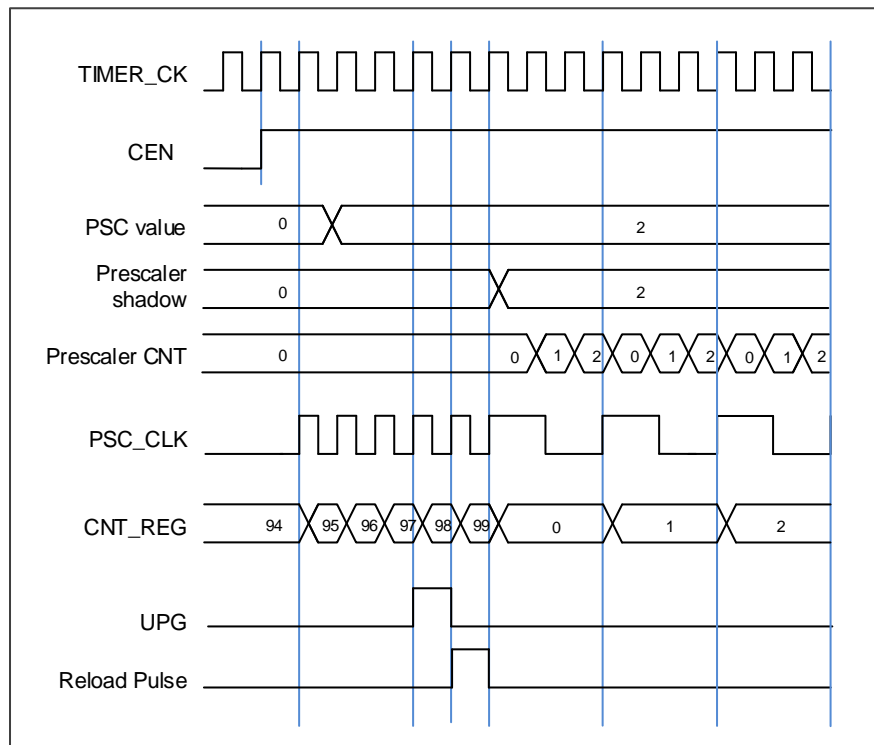 TIMER_CK
CEN
PSC value 0 2
Prescaler
shadow 0 2
Prescaler CNT 0 0 1 2 0 1 2 0 1 2
PSC_CLK
CNT_REG 94 95 96 97 98 99 0 1 2
UPG
Reload Pulse